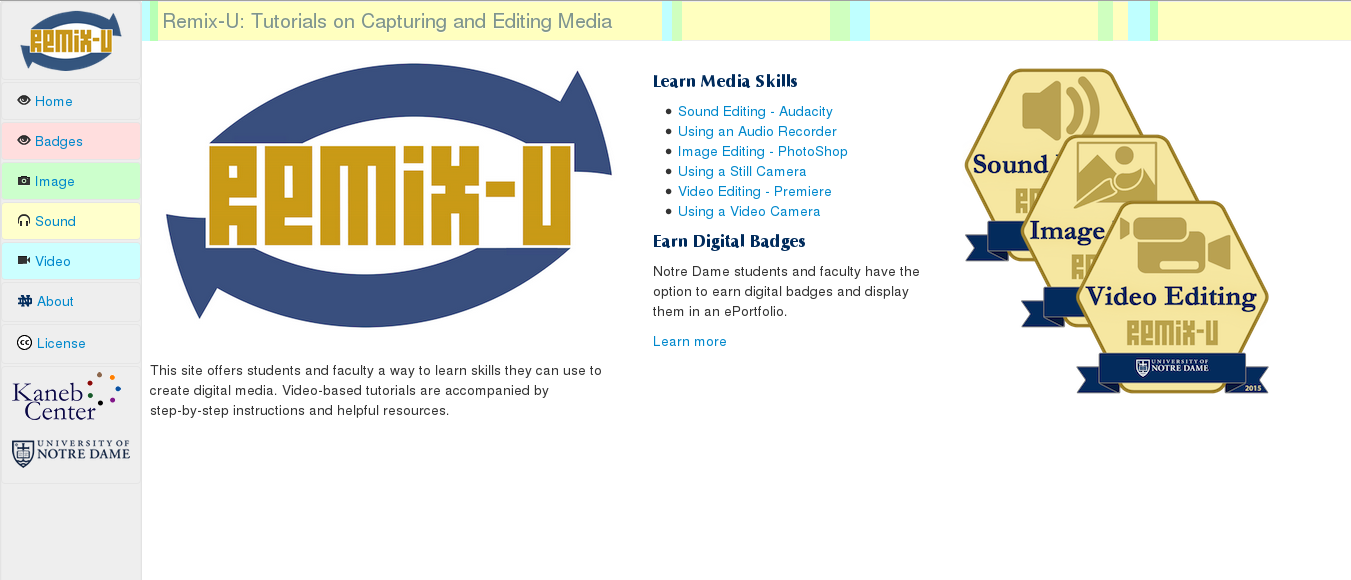 Remix-U
Home
Badges
Image
Sound
Video
About
cc License
Kaneb
Center
UNIVERSITY OF
NOTRE DAME
Remix-U: Tutorials on Capturing and Editing Media
Remix-U
This site offers students and faculty a way to learn skills they can use to
create digital media. Video-based tutorials are accompanied by
step-by-step instructions and helpful resources.
Learn Media Skills
Sound Editing - Audacity
Using an Audio Recorder
Image Editing - PhotoShop
Using a Still Camera
Video Editing - Premiere
Using a Video Camera
Earn Digital Badges
Notre Dame students and faculty have the
option to earn digital badges and display
them in an ePortfolio.
Learn more
Sound
Image
Video Editing
Remix-U
UNIVERSITY OF
NOTRE DAME
2015